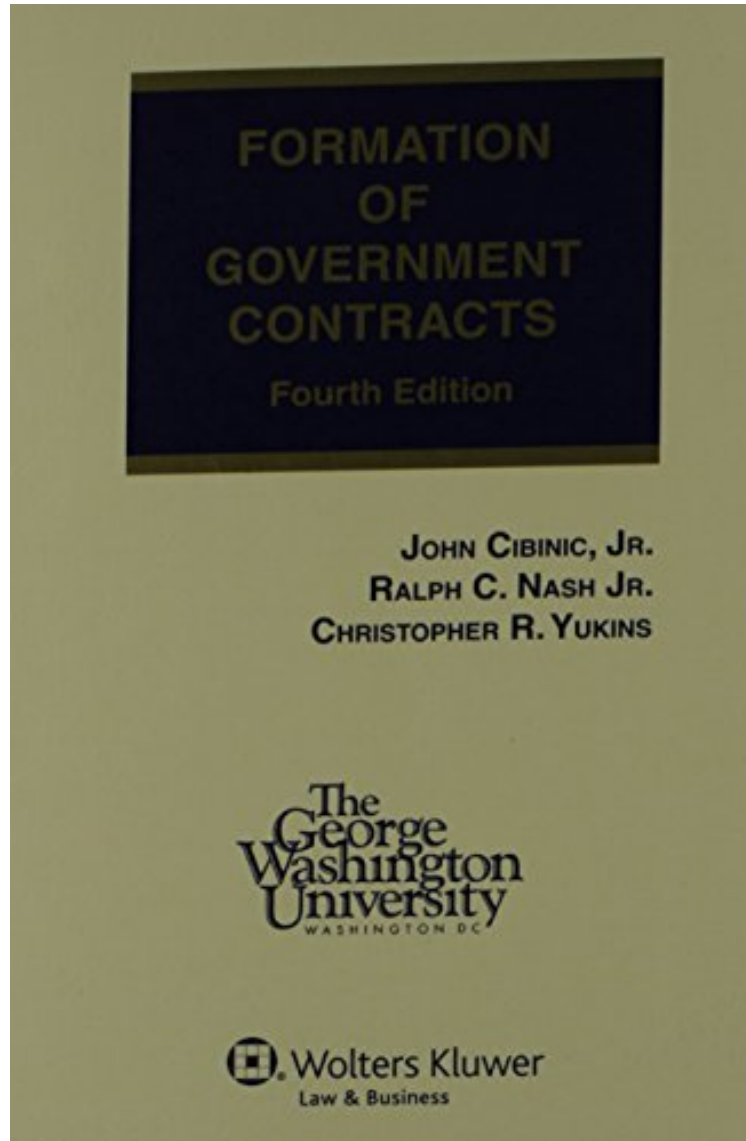 FORMATION
OF
GOVERNMENT
CONTRACTS
Fourth Edition
JOHN CIBINIC, JR.
RALPH C. NASH JR.
CHRISTOPHER R. YUKINS
The
George
Washington
University
WASHINGTON DC
Wolters Kluwer
Law & Business